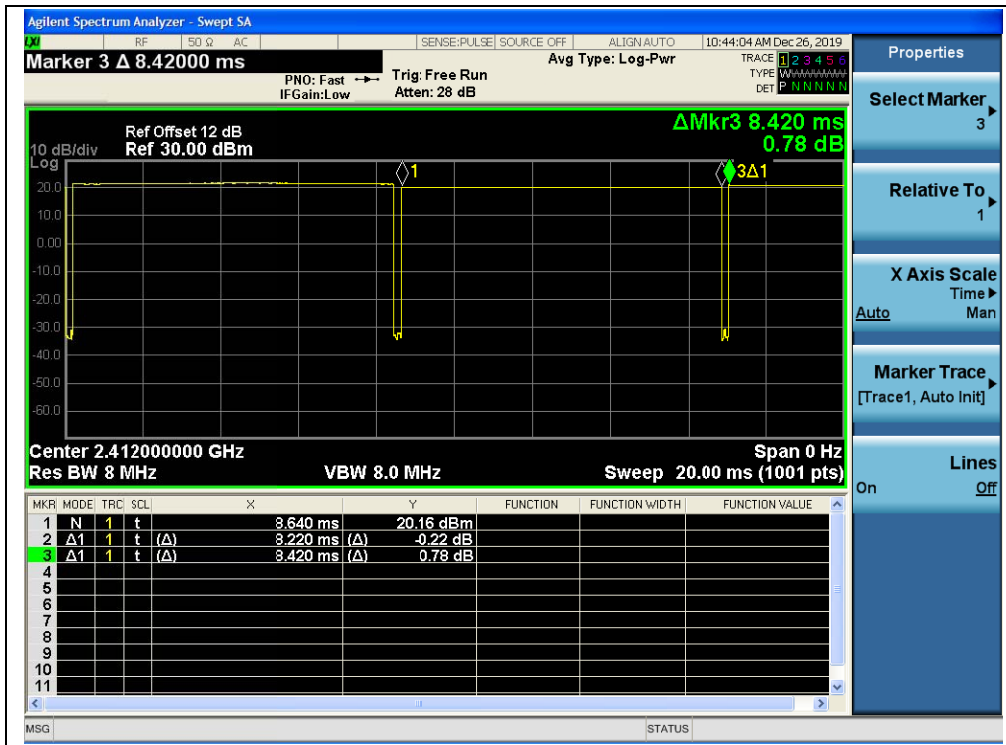 Agilent Spectrum Analyzer - Swept SA
LXI RF 50 Ω AC SENSE:PULSE SOURCE OFF ALIGN AUTO 10:44:04 AM Dec 26, 2019
Marker 3 Δ 8.42000 ms
PNO: Fast
IFGain:Low
Trig: Free Run
Atten: 28 dB
Avg Type: Log-Pwr
TRACE 1 2 3 4 5 6
TYPE
DET P N N N N N
ΔMkr3 8.420 ms
0.78 dB
Ref Offset 12 dB
10 dB/div Ref 30.00 dBm
Log
1
3Δ1
20.0
10.0
0.00
-10.0
-20.0
-30.0
-40.0
-50.0
-60.0
Center 2.412000000 GHz Span 0 Hz
Res BW 8 MHz VBW 8.0 MHz Sweep 20.00 ms (1001 pts)
MKR MODE TRC SCL X Y FUNCTION FUNCTION WIDTH FUNCTION VALUE
1 N 1 t 8.640 ms 20.16 dBm
2 Δ1 1 t (Δ) 8.220 ms (Δ) -0.22 dB
3 Δ1 1 t (Δ) 8.420 ms (Δ) 0.78 dB
4
5
6
7
8
9
10
11
MSG STATUS
Properties
Select Marker
3
Relative To
1
X Axis Scale
Time
Auto Man
Marker Trace
[Trace1, Auto Init]
Lines
On Off